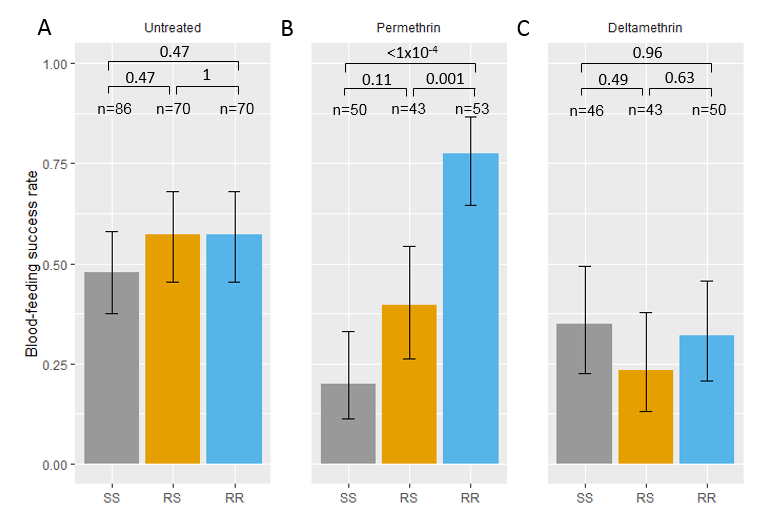 A
Untreated
B
Permethrin
C
Deltamethrin
Blood-feeding success rate
1.00
0.75
0.50
0.25
0.00
0.47
0.47
1
n=86
n=70
n=70
SS
RS
RR
<1x10⁻⁴
0.11
0.001
n=50
n=43
n=53
SS
RS
RR
0.96
0.49
0.63
n=46
n=43
n=50
SS
RS
RR